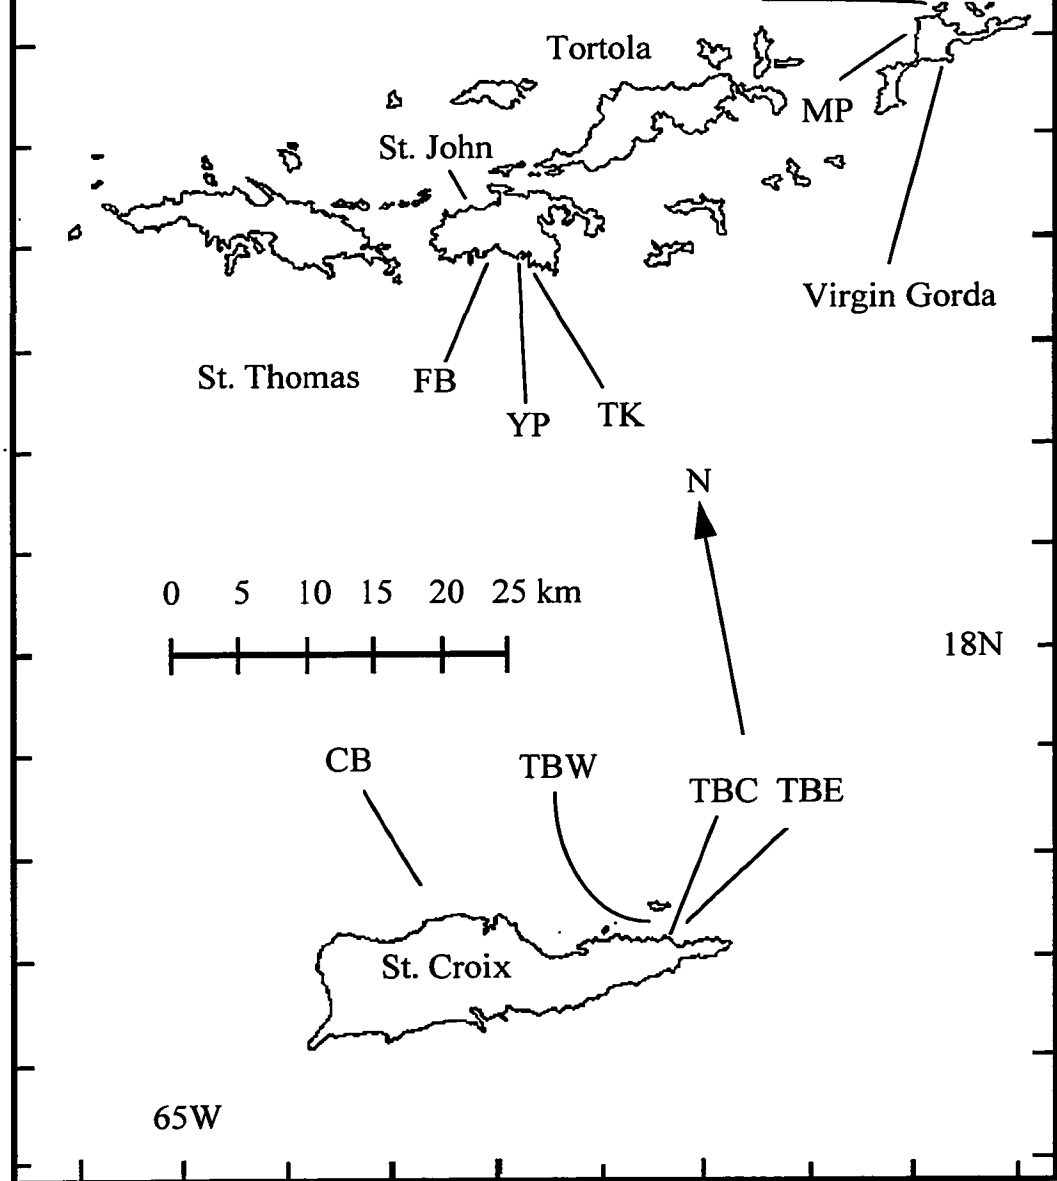 Tortola
MP
St. John
Virgin Gorda
St. Thomas
FB
YP
TK
N
0 5 10 15 20 25 km
18N
CB
TBW
TBC TBE
St. Croix
65W